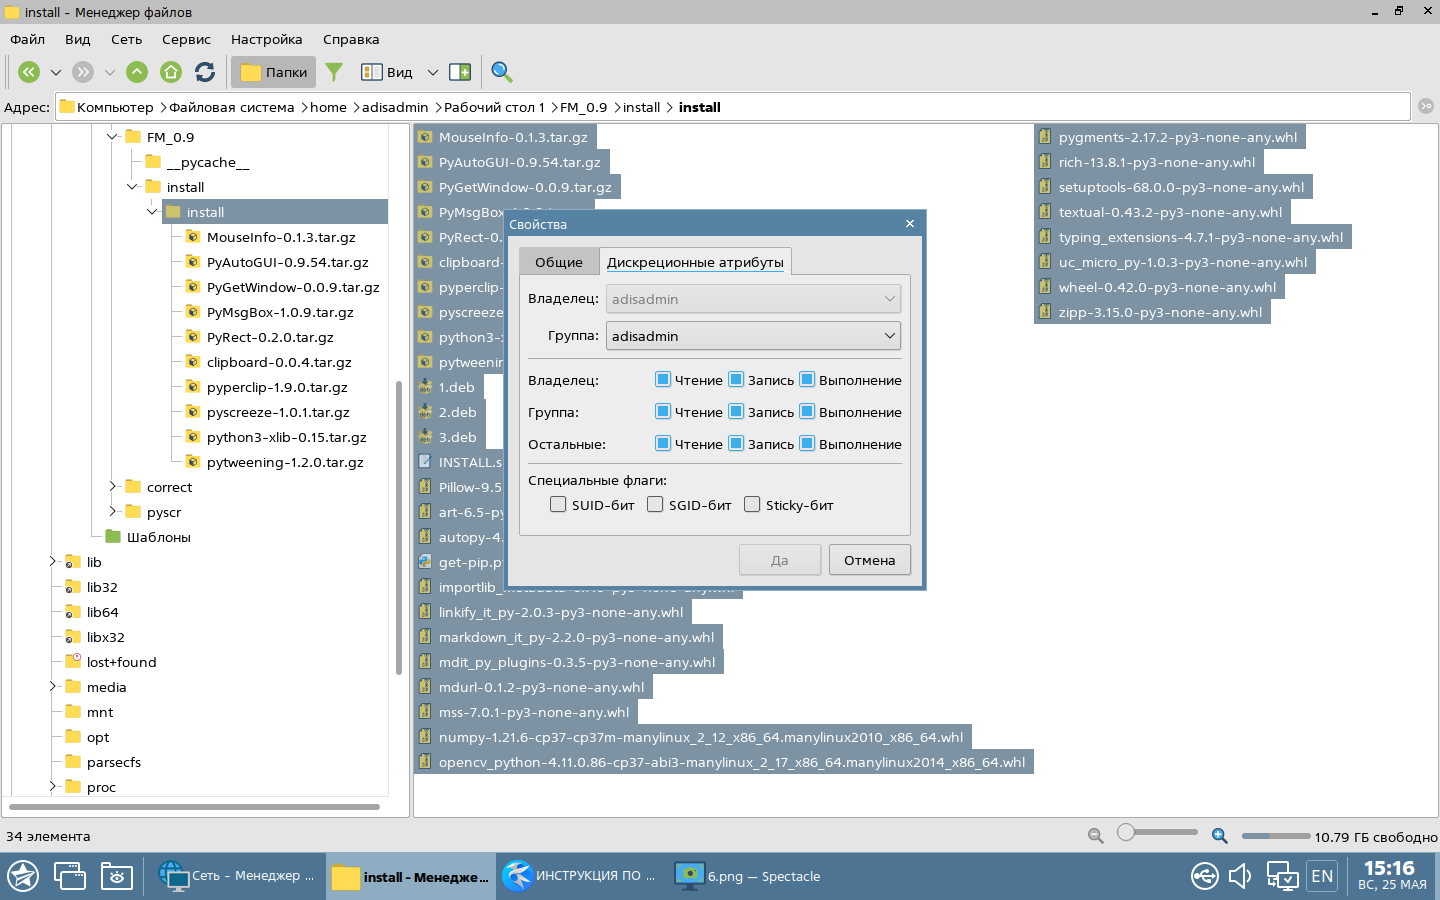 install - Менеджер файлов
Файл Вид Сеть Сервис Настройка Справка
Папки Вид
Адрес: Компьютер Файловая система home adisadmin Рабочий стол 1 FM_0.9 install install
FM_0.9
__pycache__
install
install
MouseInfo-0.1.3.tar.gz
PyAutoGUI-0.9.54.tar.gz
PyGetWindow-0.0.9.tar.gz
PyMsgBox-1.0.9.tar.gz
PyRect-0.2.0.tar.gz
clipboard-0.0.4.tar.gz
pyperclip-1.9.0.tar.gz
pyscreeze-1.0.1.tar.gz
python3-xlib-0.15.tar.gz
pytweening-1.2.0.tar.gz
correct
pyscr
Шаблоны
lib
lib32
lib64
libx32
lost+found
media
mnt
opt
parsecfs
proc
MouseInfo-0.1.3.tar.gz
PyAutoGUI-0.9.54.tar.gz
PyGetWindow-0.0.9.tar.gz
PyMsgBox
PyRect-0.
clipboard-
pyperclip-
pyscreeze
python3-
pytweenin
1.deb
2.deb
3.deb
INSTALL.s
Pillow-9.5
art-6.5-py
autopy-4.
get-pip.p
importlib_
linkify_it_py-2.0.3-py3-none-any.whl
markdown_it_py-2.2.0-py3-none-any.whl
mdit_py_plugins-0.3.5-py3-none-any.whl
mdurl-0.1.2-py3-none-any.whl
mss-7.0.1-py3-none-any.whl
numpy-1.21.6-cp37-cp37m-manylinux_2_12_x86_64.manylinux2010_x86_64.whl
opencv_python-4.11.0.86-cp37-abi3-manylinux_2_17_x86_64.manylinux2014_x86_64.whl
pygments-2.17.2-py3-none-any.whl
rich-13.8.1-py3-none-any.whl
setuptools-68.0.0-py3-none-any.whl
textual-0.43.2-py3-none-any.whl
typing_extensions-4.7.1-py3-none-any.whl
uc_micro_py-1.0.3-py3-none-any.whl
wheel-0.42.0-py3-none-any.whl
zipp-3.15.0-py3-none-any.whl
Свойства
Общие Дискреционные атрибуты
Владелец: adisadmin
Группа: adisadmin
Владелец: Чтение Запись Выполнение
Группа: Чтение Запись Выполнение
Остальные: Чтение Запись Выполнение
Специальные флаги:
SUID-бит SGID-бит Sticky-бит
Да Отмена
34 элемента
10.79 ГБ свободно
Сеть - Менеджер ...
install - Менедже...
ИНСТРУКЦИЯ ПО ...
6.png — Spectacle
EN
15:16
ВС, 25 МАЯ